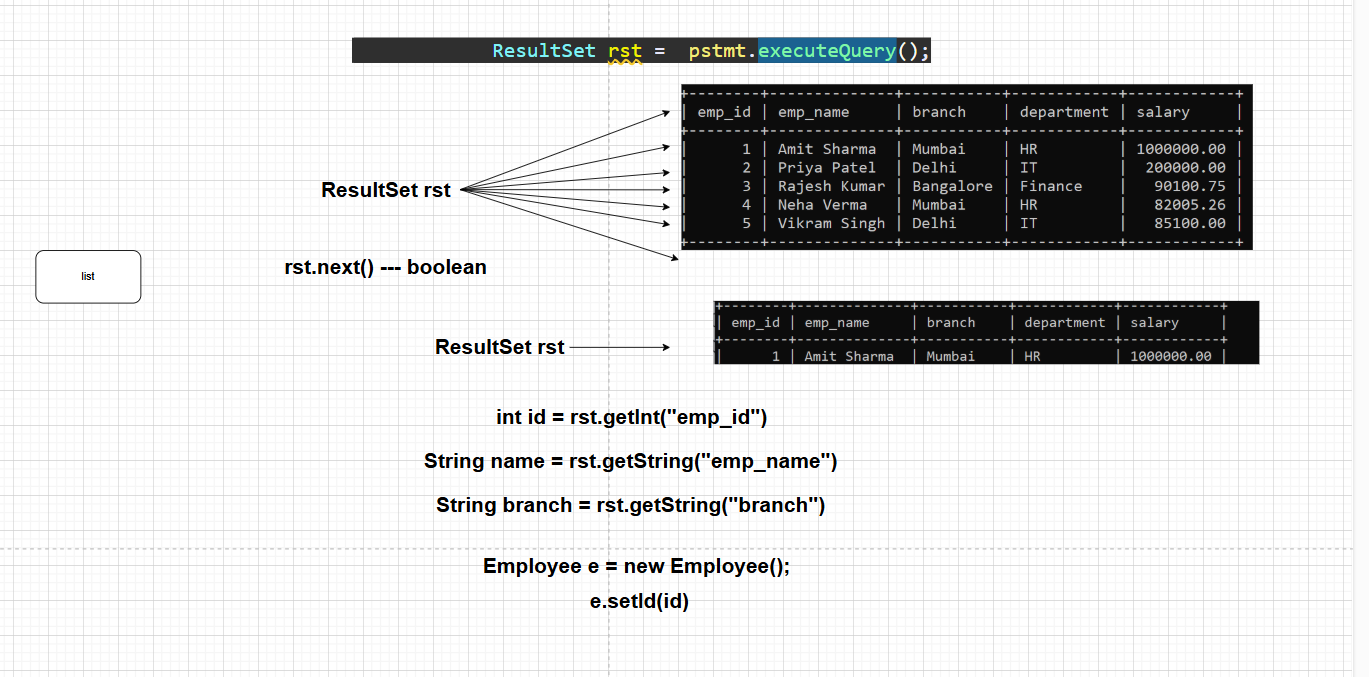 ResultSet rst = pstmt.executeQuery();
+--------+--------------+-----------+------------+------------+
| emp_id | emp_name | branch | department | salary |
+--------+--------------+-----------+------------+------------+
| 1 | Amit Sharma | Mumbai | HR | 1000000.00 |
| 2 | Priya Patel | Delhi | IT | 200000.00 |
| 3 | Rajesh Kumar | Bangalore | Finance | 90100.75 |
| 4 | Neha Verma | Mumbai | HR | 82005.26 |
| 5 | Vikram Singh | Delhi | IT | 85100.00 |
+--------+--------------+-----------+------------+------------+
ResultSet rst
list
rst.next() --- boolean
+--------+--------------+-----------+------------+------------+
| emp_id | emp_name | branch | department | salary |
+--------+--------------+-----------+------------+------------+
| 1 | Amit Sharma | Mumbai | HR | 1000000.00 |
ResultSet rst
int id = rst.getInt("emp_id")
String name = rst.getString("emp_name")
String branch = rst.getString("branch")
Employee e = new Employee();
e.setId(id)